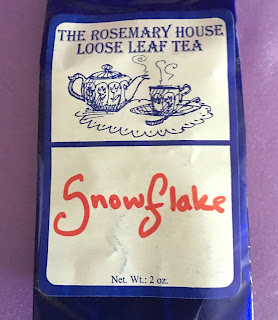 THE ROSEMARY HOUSE
LOOSE LEAF TEA
Snowflake
Net. Wt.: 2 oz.